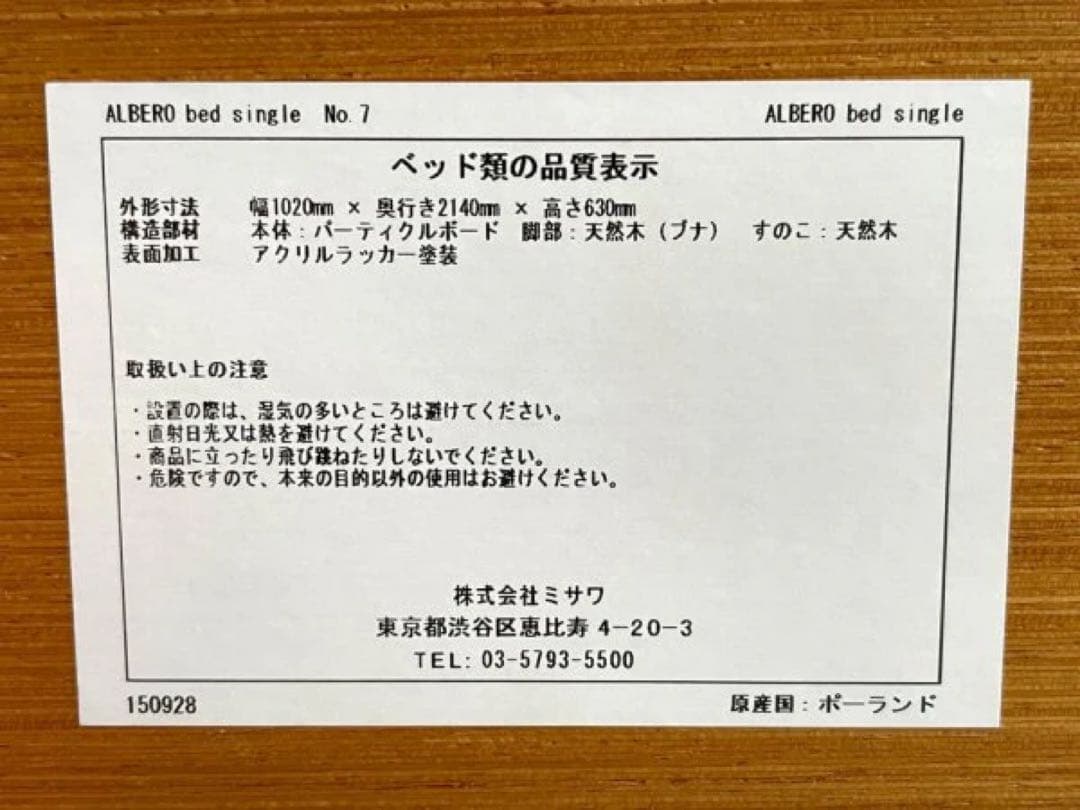 ALBERO bed single No.7 ALBERO bed single
ベッド類の品質表示
外形寸法 幅1020mm × 奥行き2140mm × 高さ630mm
構造部材 本体：パーティクルボード 脚部：天然木（ブナ） すのこ：天然木
表面加工 アクリルラッカー塗装
取扱い上の注意
・設置の際は、湿気の多いところは避けてください。
・直射日光又は熱を避けてください。
・商品に立ったり飛び跳ねたりしないでください。
・危険ですので、本来の目的以外の使用はお避けください。
株式会社ミサワ
東京都渋谷区恵比寿 4－20－3
TEL: 03-5793-5500
150928 原産国：ポーランド